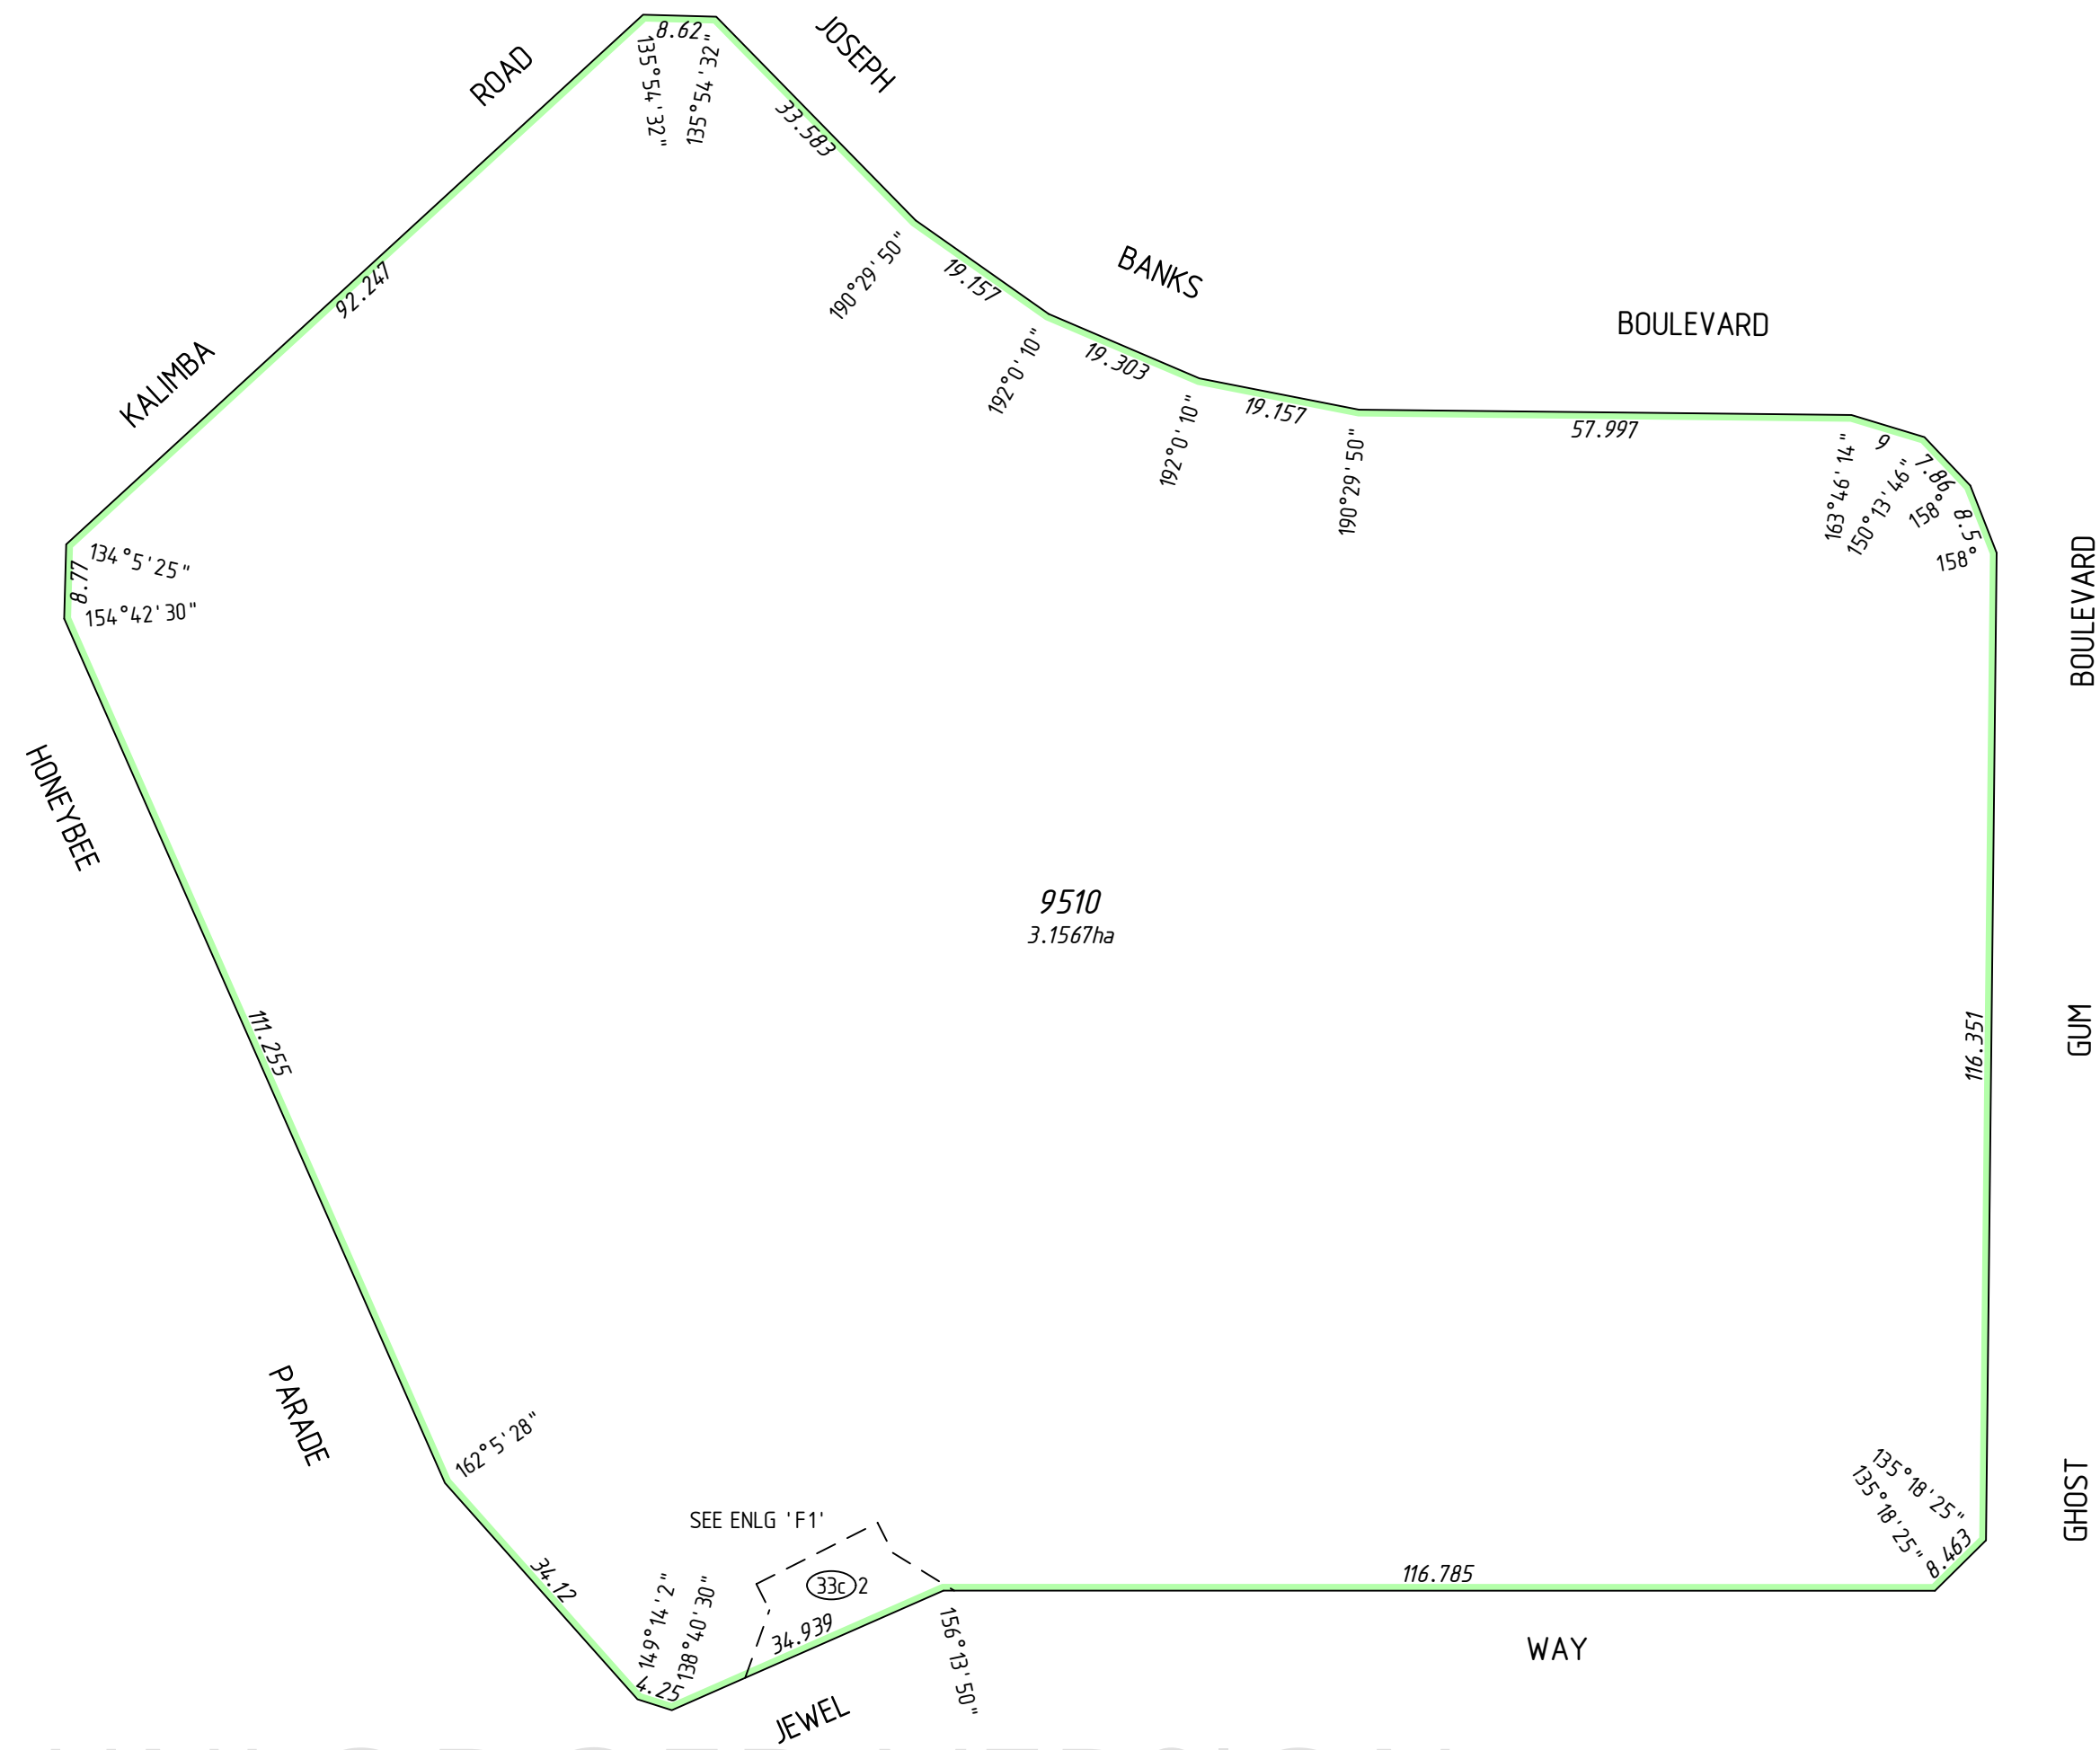 8.62
JOSEPH
ROAD
135°54'32"
135°54'32"
33.583
190°29'50"
19.157
BANKS
92.247
192°0'10"
19.303
BOULEVARD
KALIMBA
192°0'10"
19.157
190°29'50"
57.997
163°46'14"
9
150°13'46"
7.86
158°
8.5
158°
134°5'25"
8.77
154°42'30"
BOULEVARD
HONEYBEE
9510
3.1567ha
111.255
116.351
GUM
PARADE
162°5'28"
135°18'25"
135°18'25"
GHOST
8.463
SEE ENLG 'F1'
33c 2
34.12
149°14'2"
138°40'30"
34.939
116.785
156°13'50"
4.25
WAY
JEWEL